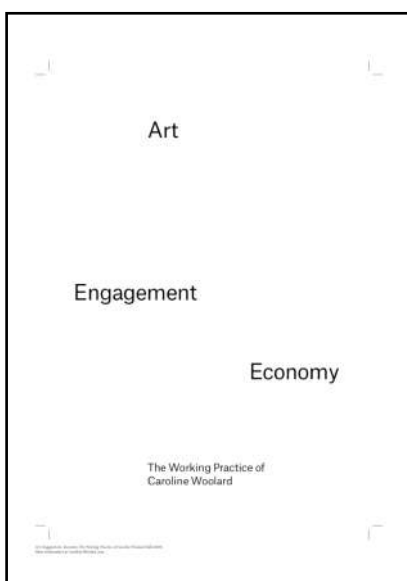 Art
Engagement
Economy
The Working Practice of
Caroline Woolard